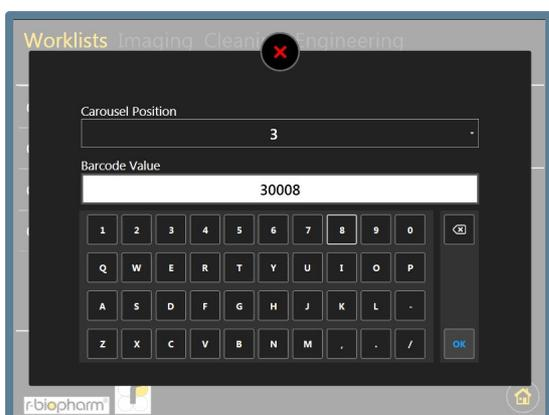 Worklists Imaging Cleaning Engineering
Carousel Position
3
Barcode Value
30008
1 2 3 4 5 6 7 8 9 0
Q W E R T Y U I O P
A S D F G H J K L -
Z X C V B N M , . / OK
r-biopharm®